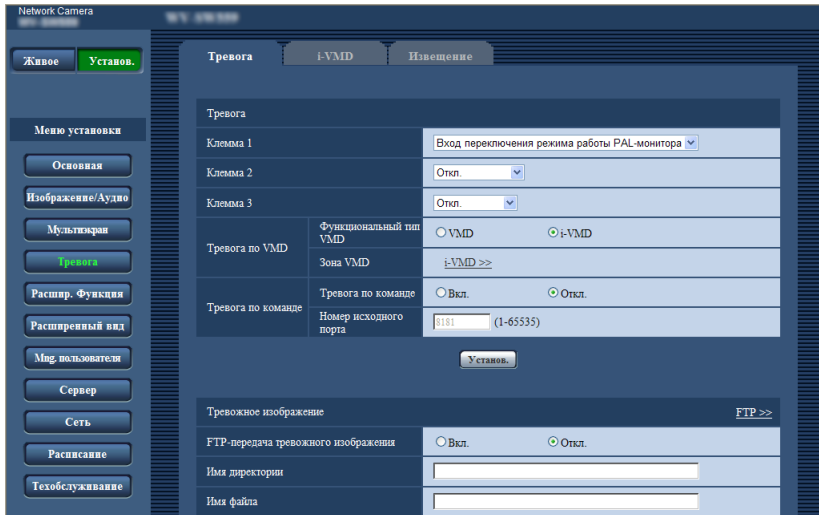 Network Camera
Живое Установ.
Меню установки
Основная
Изображение/Аудио
Мультиэкран
Тревога
Расшир. Функция
Расширенный вид
Mng. пользователя
Сервер
Сеть
Расписание
Техобслуживание
Тревога i-VMD Извещение
Тревога
Клемма 1 Вход переключения режима работы PAL-монитора
Клемма 2 Откл.
Клемма 3 Откл.
Тревога по VMD
Функциональный тип
VMD
VMD i-VMD
Зона VMD i-VMD >>
Тревога по команде
Тревога по команде Вкл. Откл.
Номер исходного
порта
8181 (1-65535)
Установ.
Тревожное изображение FTP >>
FTP-передача тревожного изображения Вкл. Откл.
Имя директории
Имя файла